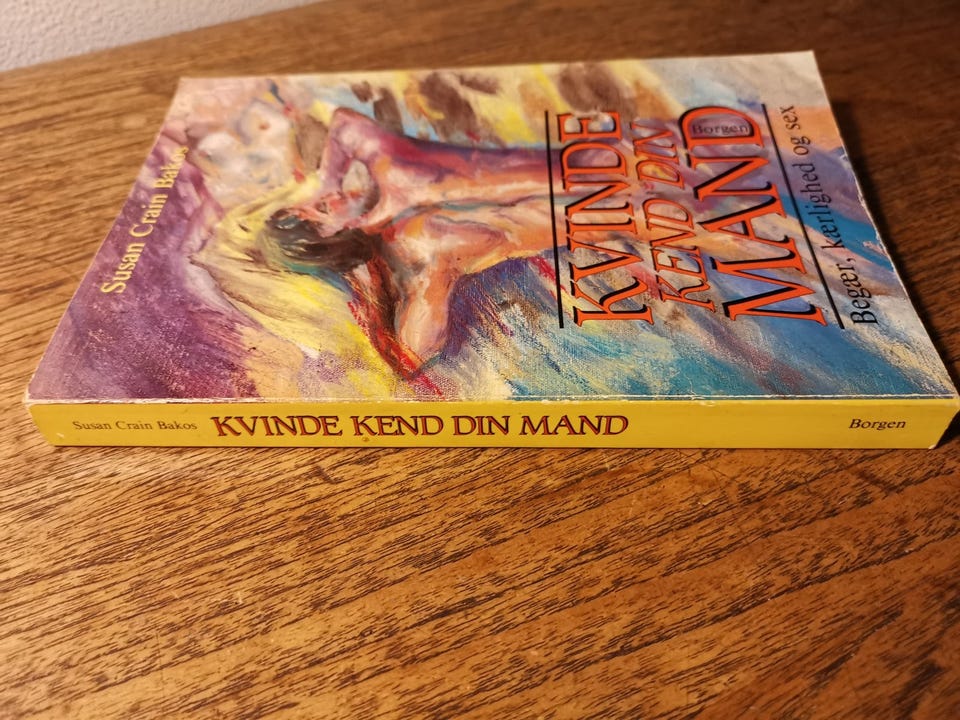 Susan Crain Bakos
KVINDE
KEND DIN
MAND
Borgen
Begær, kærlighed og sex
Susan Crain Bakos KVINDE KEND DIN MAND Borgen